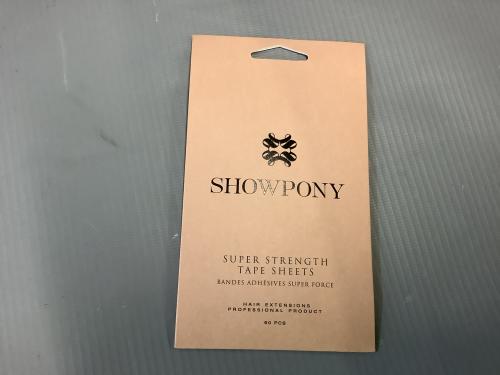 SHOWPONY
SUPER STRENGTH
TAPE SHEETS
BANDES ADHÉSIVES SUPER FORCE
HAIR EXTENSIONS
PROFESSIONAL PRODUCT
60 PCS